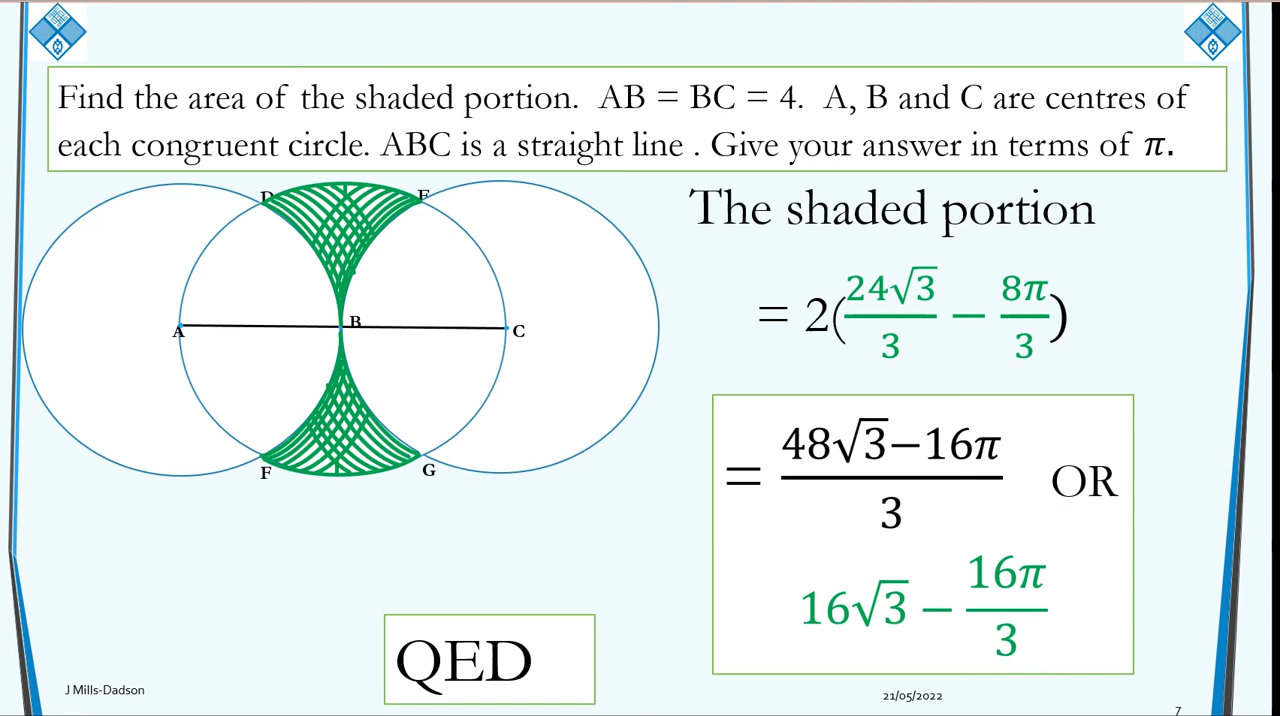 Find the area of the shaded portion. AB = BC = 4. A, B and C are centres of
each congruent circle. ABC is a straight line . Give your answer in terms of π.
D E
The shaded portion
= 2(24√3/3 − 8π/3)
A B C
F G
= 48√3−16π/3 OR
16√3 − 16π/3
QED
J Mills-Dadson
21/05/2022
7